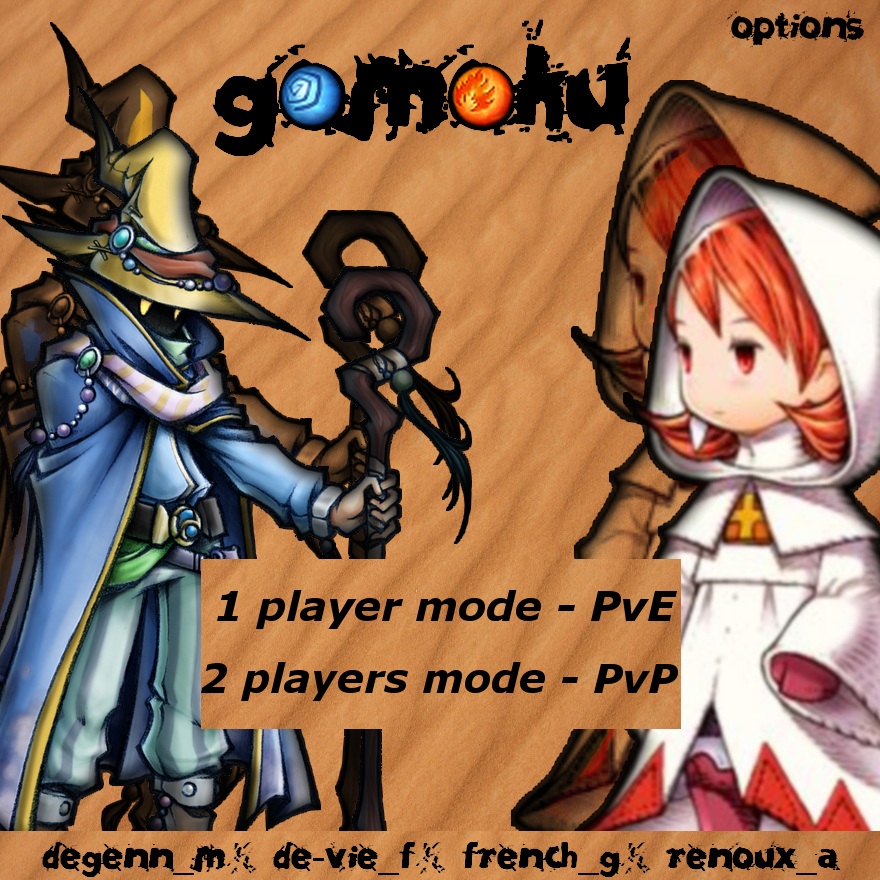 options
gomoku
1 player mode - PvE
2 players mode - PvP
degenn_m de-vie_f french_g renoux_a